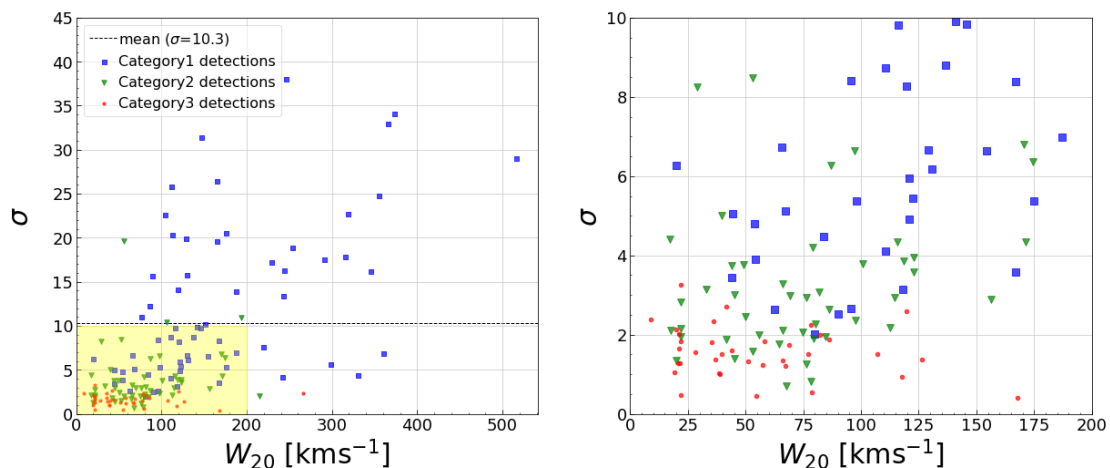 45
40
35
30
25
20
15
10
5
0
σ
mean (σ=10.3)
Category1 detections
Category2 detections
Category3 detections
0 100 200 300 400 500
W₂₀ [kms⁻¹]
10
8
6
4
2
0
σ
0 25 50 75 100 125 150 175 200
W₂₀ [kms⁻¹]